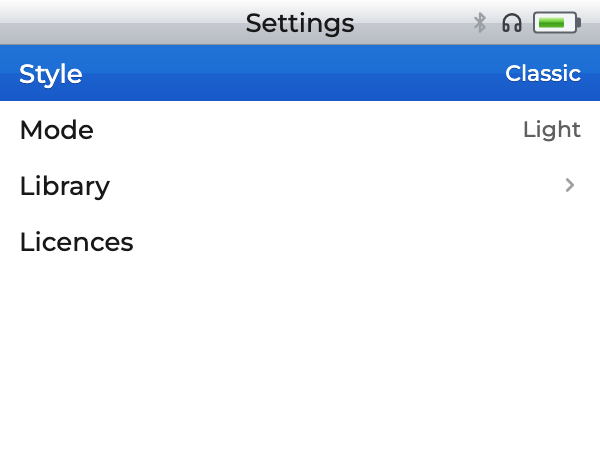 Settings
Style Classic
Mode Light
Library
Licences